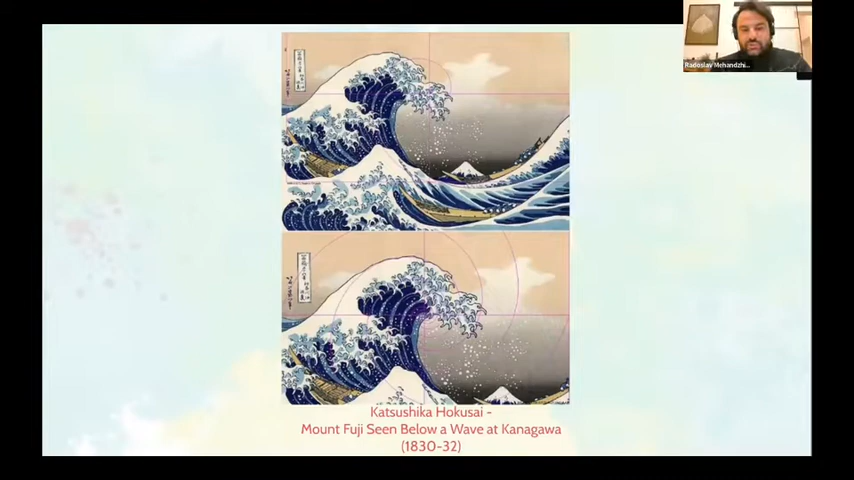 Radoslav Mehandzhi...
Katsushika Hokusai -
Mount Fuji Seen Below a Wave at Kanagawa
(1830-32)